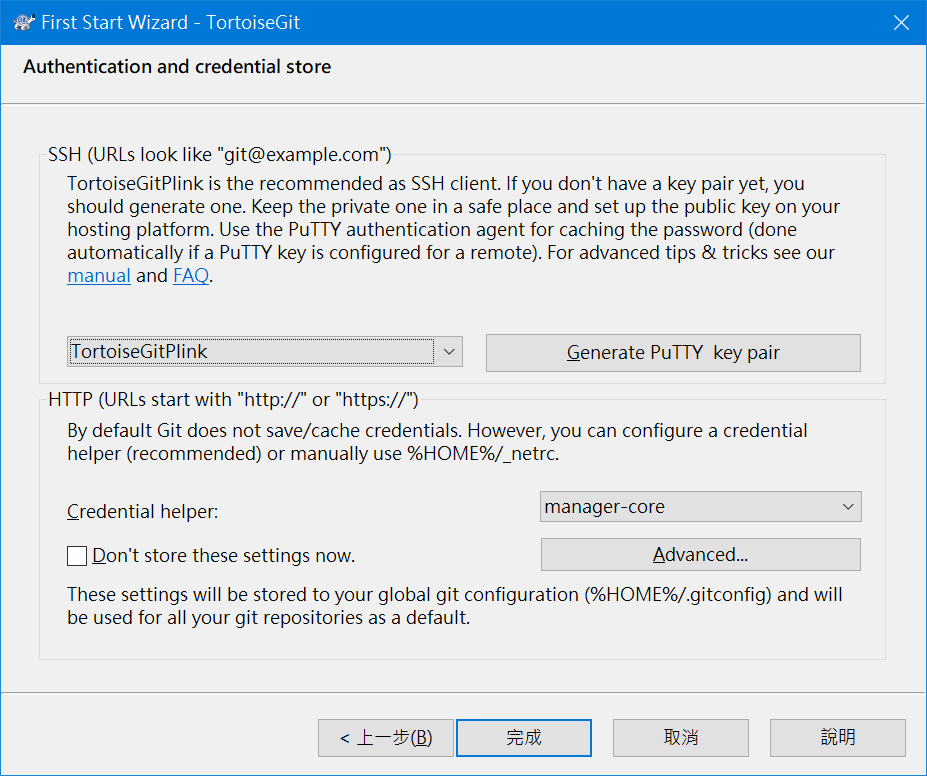 First Start Wizard - TortoiseGit
Authentication and credential store
SSH (URLs look like "git@example.com")
TortoiseGitPlink is the recommended as SSH client. If you don't have a key pair yet, you
should generate one. Keep the private one in a safe place and set up the public key on your
hosting platform. Use the PuTTY authentication agent for caching the password (done
automatically if a PuTTY key is configured for a remote). For advanced tips & tricks see our
manual and FAQ.
TortoiseGitPlink
Generate PuTTY  key pair
HTTP (URLs start with "http://" or "https://")
By default Git does not save/cache credentials. However, you can configure a credential
helper (recommended) or manually use %HOME%/_netrc.
Credential helper:
manager-core
Don't store these settings now.
Advanced...
These settings will be stored to your global git configuration (%HOME%/.gitconfig) and will
be used for all your git repositories as a default.
< 上一步(B)
完成
取消
說明